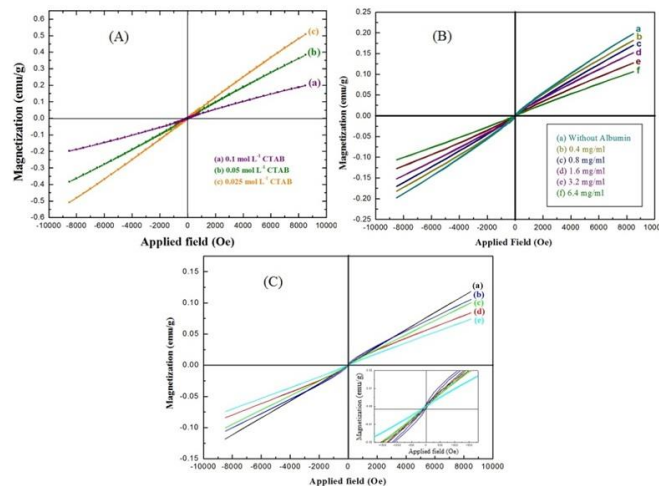 (A)
(c)
(b)
(a)
(a) 0.1 mol L⁻¹ CTAB
(b) 0.05 mol L⁻¹ CTAB
(c) 0.025 mol L⁻¹ CTAB
Magnetization (emu/g)
0.6
0.5
0.4
0.3
0.2
0.1
0.0
-0.1
-0.2
-0.3
-0.4
-0.5
-0.6
-10000 -8000 -6000 -4000 -2000 0 2000 4000 6000 8000 10000
Applied field (Oe)
(B)
a
b
c
d
e
f
(a) Without Albumin
(b) 0.4 mg/ml
(c) 0.8 mg/ml
(d) 1.6 mg/ml
(e) 3.2 mg/ml
(f) 6.4 mg/ml
Magnetization (emu/g)
0.25
0.20
0.15
0.10
0.05
0.00
-0.05
-0.10
-0.15
-0.20
-0.25
-10000 -8000 -6000 -4000 -2000 0 2000 4000 6000 8000 10000
Applied Field (Oe)
(C)
(a)
(b)
(c)
(d)
(e)
Magnetization (emu/g)
0.15
0.10
0.05
0.00
-0.05
-0.10
-0.15
Magnetization (emu/g)
Applied field (Oe)
-10000 -8000 -6000 -4000 -2000 0 2000 4000 6000 8000 10000
Applied field (Oe)